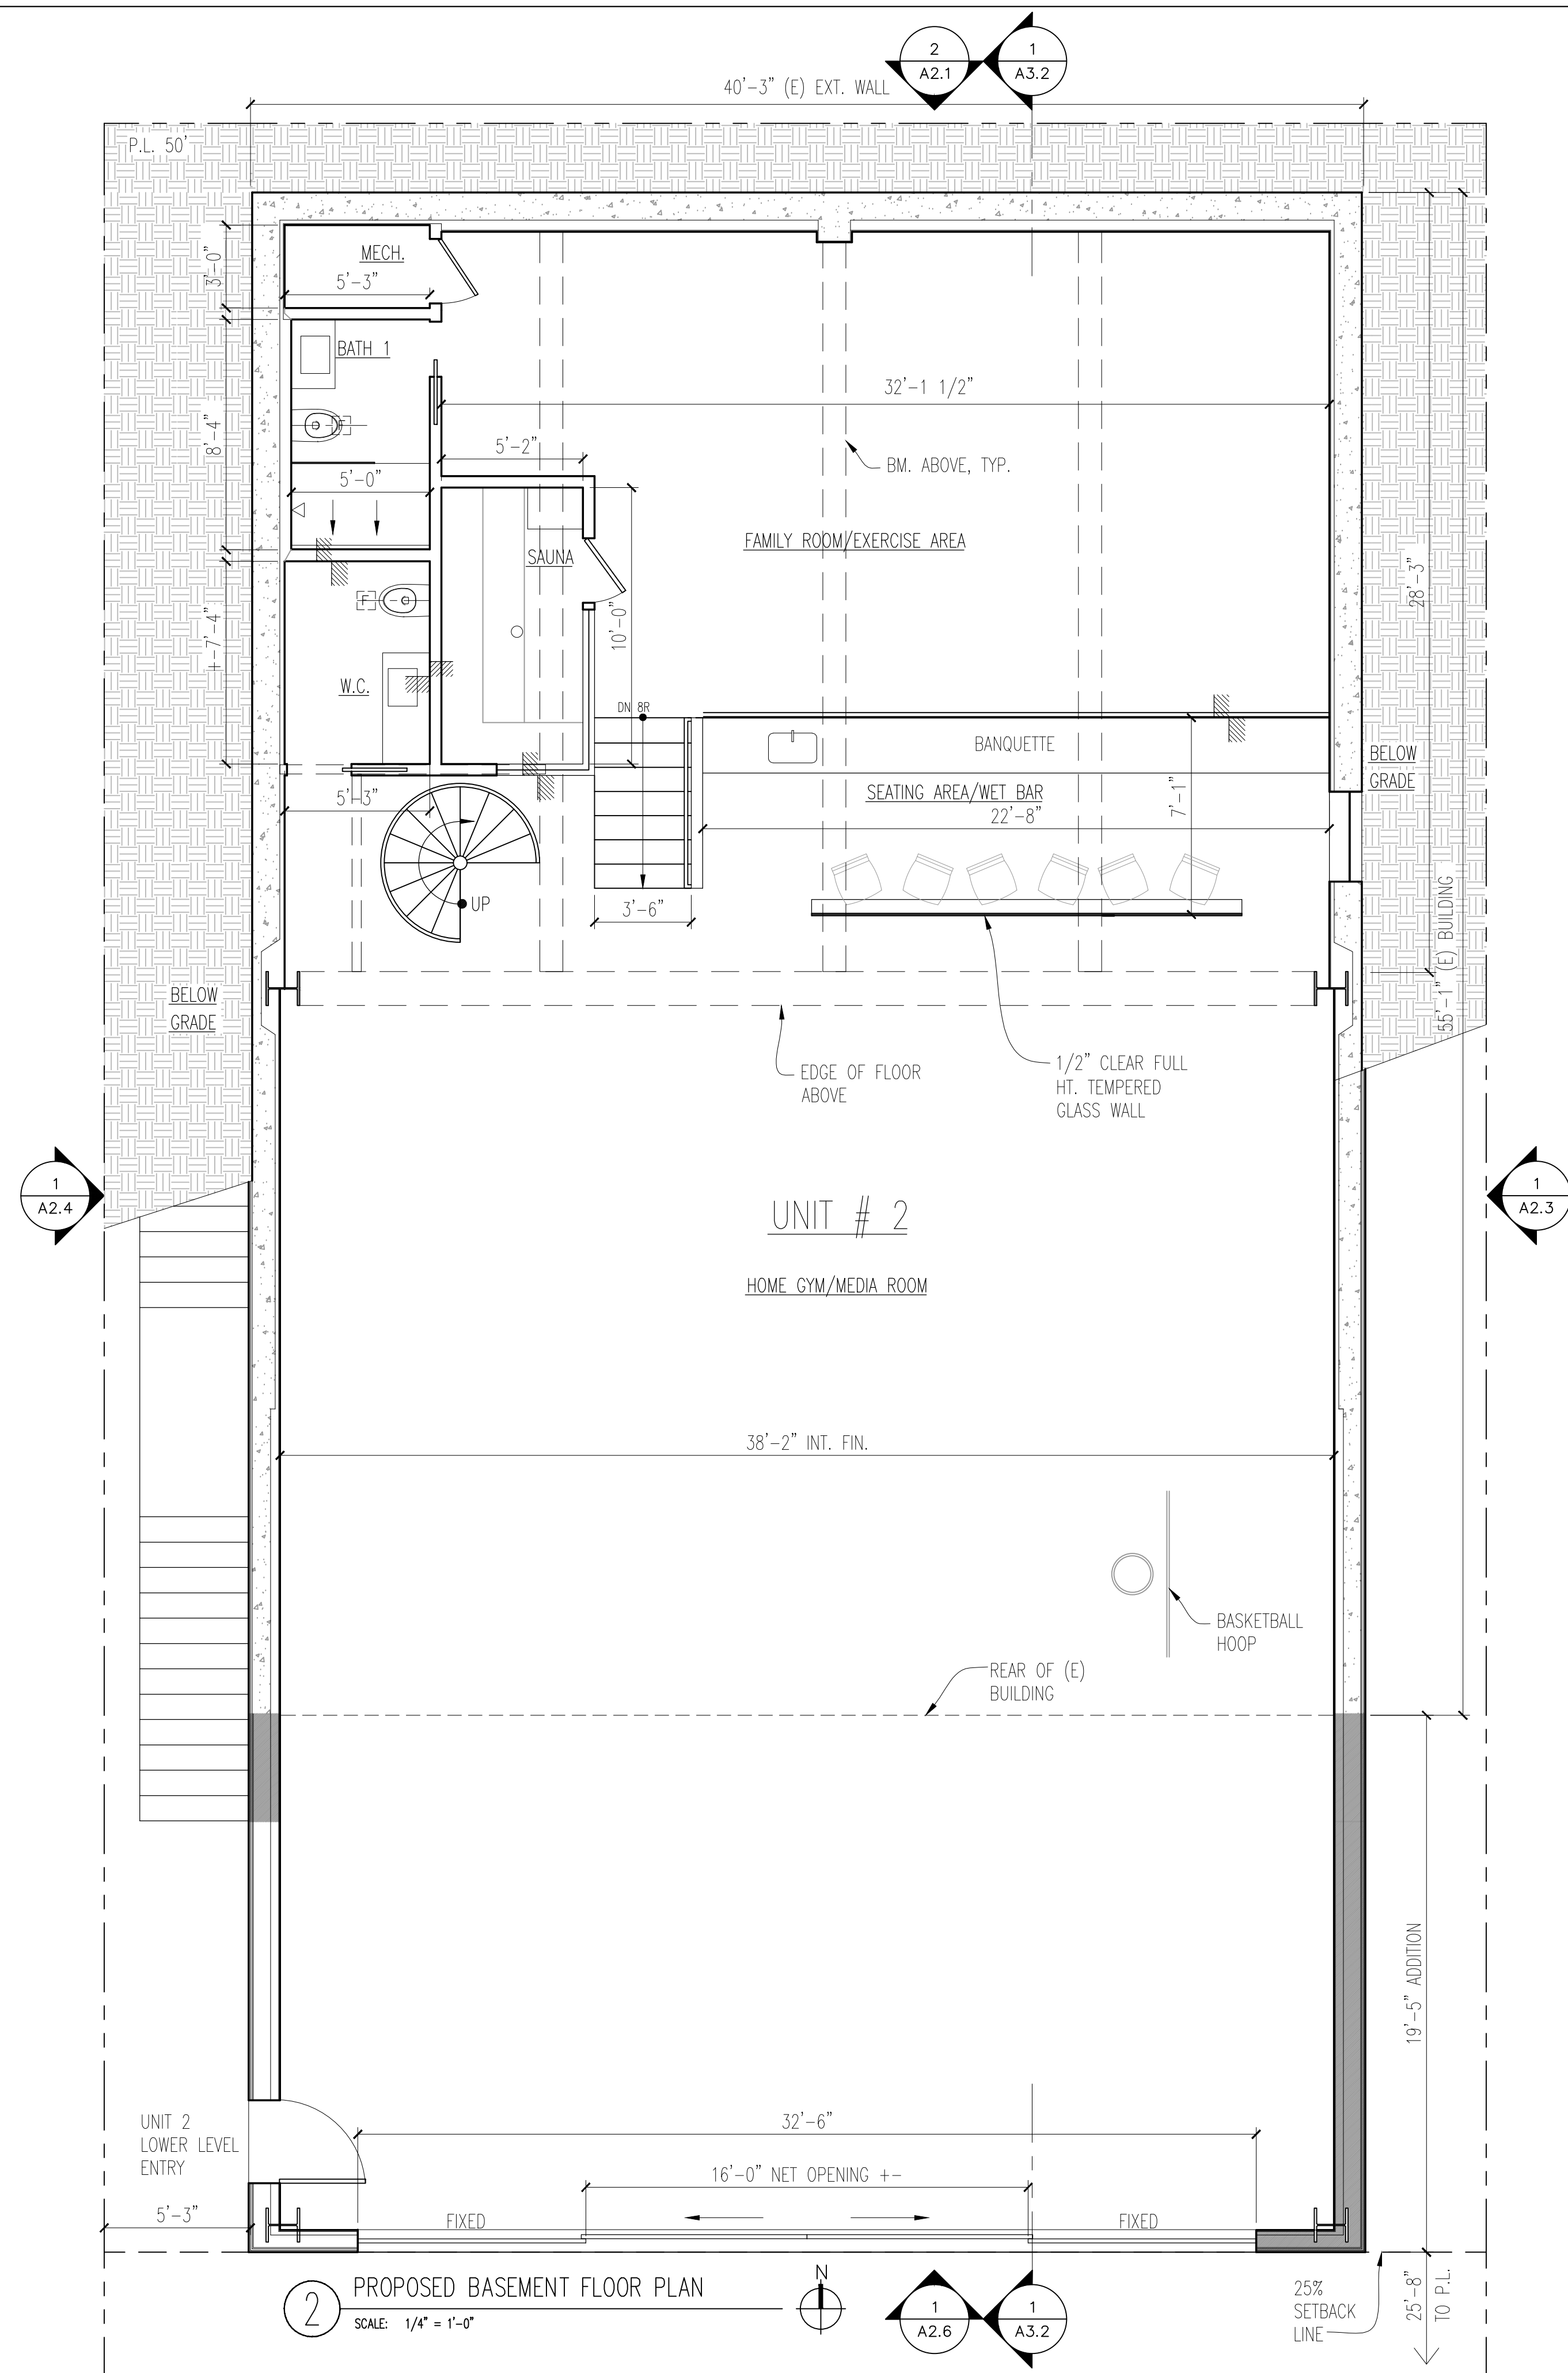 2
A2.1
1
A3.2
40'-3" (E) EXT. WALL
P.L. 50'
MECH.
3'-0"
5'-3"
BATH 1
32'-1 1/2"
8'-4"
5'-2"
BM. ABOVE, TYP.
5'-0"
FAMILY ROOM/EXERCISE AREA
SAUNA
28'-3"
F
10'-0"
+-7'-4"
W.C.
DN 8R
BANQUETTE
BELOW
GRADE
SEATING AREA/WET BAR
22'-8"
7'-1"
5'-3"
UP
3'-6"
55'-1" (E) BUILDING
BELOW
GRADE
EDGE OF FLOOR
ABOVE
1/2" CLEAR FULL
HT. TEMPERED
GLASS WALL
1
A2.4
1
A2.3
UNIT # 2
HOME GYM/MEDIA ROOM
38'-2" INT. FIN.
BASKETBALL
HOOP
REAR OF (E)
BUILDING
19'-5" ADDITION
UNIT 2
LOWER LEVEL
ENTRY
32'-6"
16'-0" NET OPENING +-
5'-3"
FIXED
FIXED
2
PROPOSED BASEMENT FLOOR PLAN
SCALE: 1/4" = 1'-0"
N
1
A2.6
1
A3.2
25%
SETBACK
LINE
25'-8"
TO P.L.